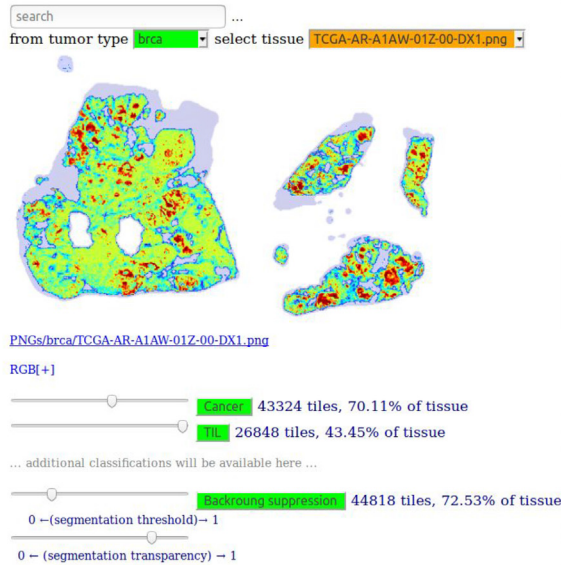 search ...
from tumor type brca select tissue TCGA-AR-A1AW-01Z-00-DX1.png
PNGs/brca/TCGA-AR-A1AW-01Z-00-DX1.png
RGB[+]
Cancer 43324 tiles, 70.11% of tissue
TIL 26848 tiles, 43.45% of tissue
... additional classifications will be available here ...
Backroung suppression 44818 tiles, 72.53% of tissue
0 ←(segmentation threshold)→ 1
0 ← (segmentation transparency) → 1